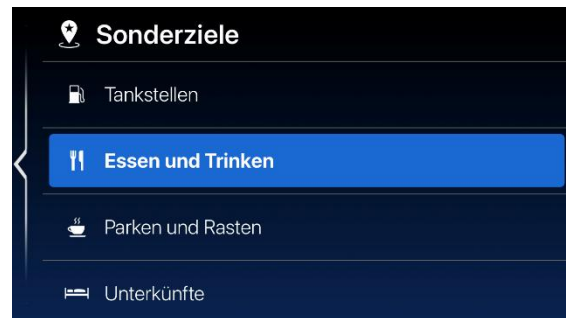 Sonderziele
Tankstellen
Essen und Trinken
Parken und Rasten
Unterkünfte